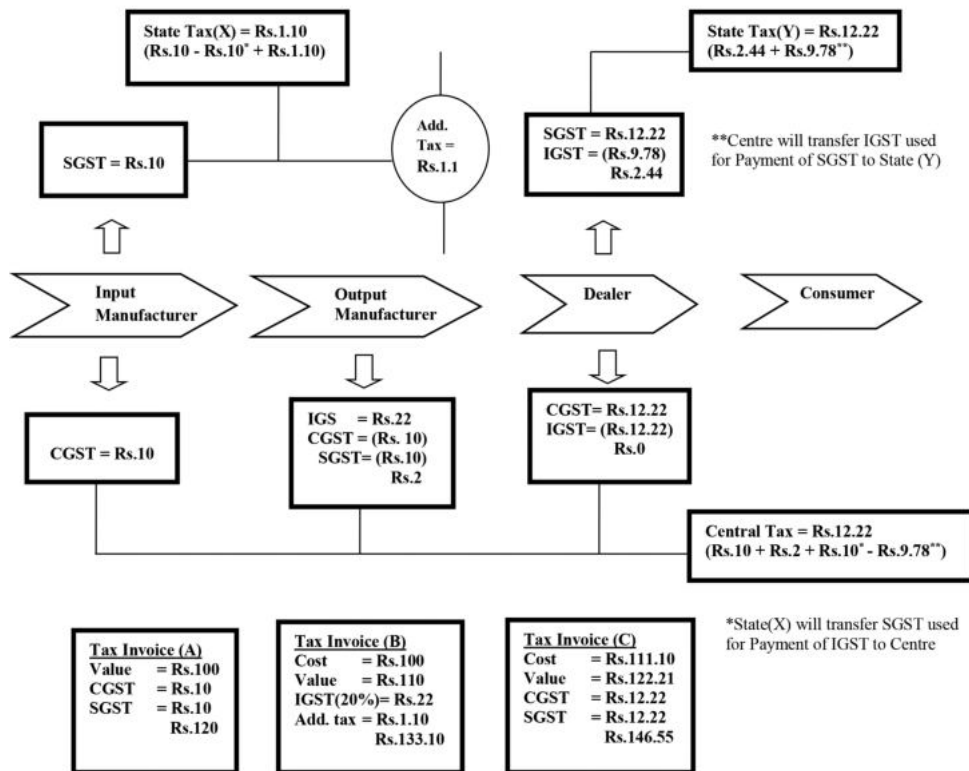 State Tax(X) = Rs.1.10
(Rs.10 - Rs.10* + Rs.1.10)
State Tax(Y) = Rs.12.22
(Rs.2.44 + Rs.9.78**)
SGST = Rs.10
Add.
Tax =
Rs.1.1
SGST = Rs.12.22
IGST = (Rs.9.78)
Rs.2.44
**Centre will transfer IGST used
for Payment of SGST to State (Y)
Input
Manufacturer
Output
Manufacturer
Dealer
Consumer
CGST = Rs.10
IGS = Rs.22
CGST = (Rs. 10)
SGST= (Rs.10)
Rs.2
CGST= Rs.12.22
IGST= (Rs.12.22)
Rs.0
Central Tax = Rs.12.22
(Rs.10 + Rs.2 + Rs.10* - Rs.9.78**)
*State(X) will transfer SGST used
for Payment of IGST to Centre
Tax Invoice (A)
Value = Rs.100
CGST = Rs.10
SGST = Rs.10
Rs.120
Tax Invoice (B)
Cost = Rs.100
Value = Rs.110
IGST(20%)= Rs.22
Add. tax = Rs.1.10
Rs.133.10
Tax Invoice (C)
Cost = Rs.111.10
Value = Rs.122.21
CGST = Rs.12.22
SGST = Rs.12.22
Rs.146.55